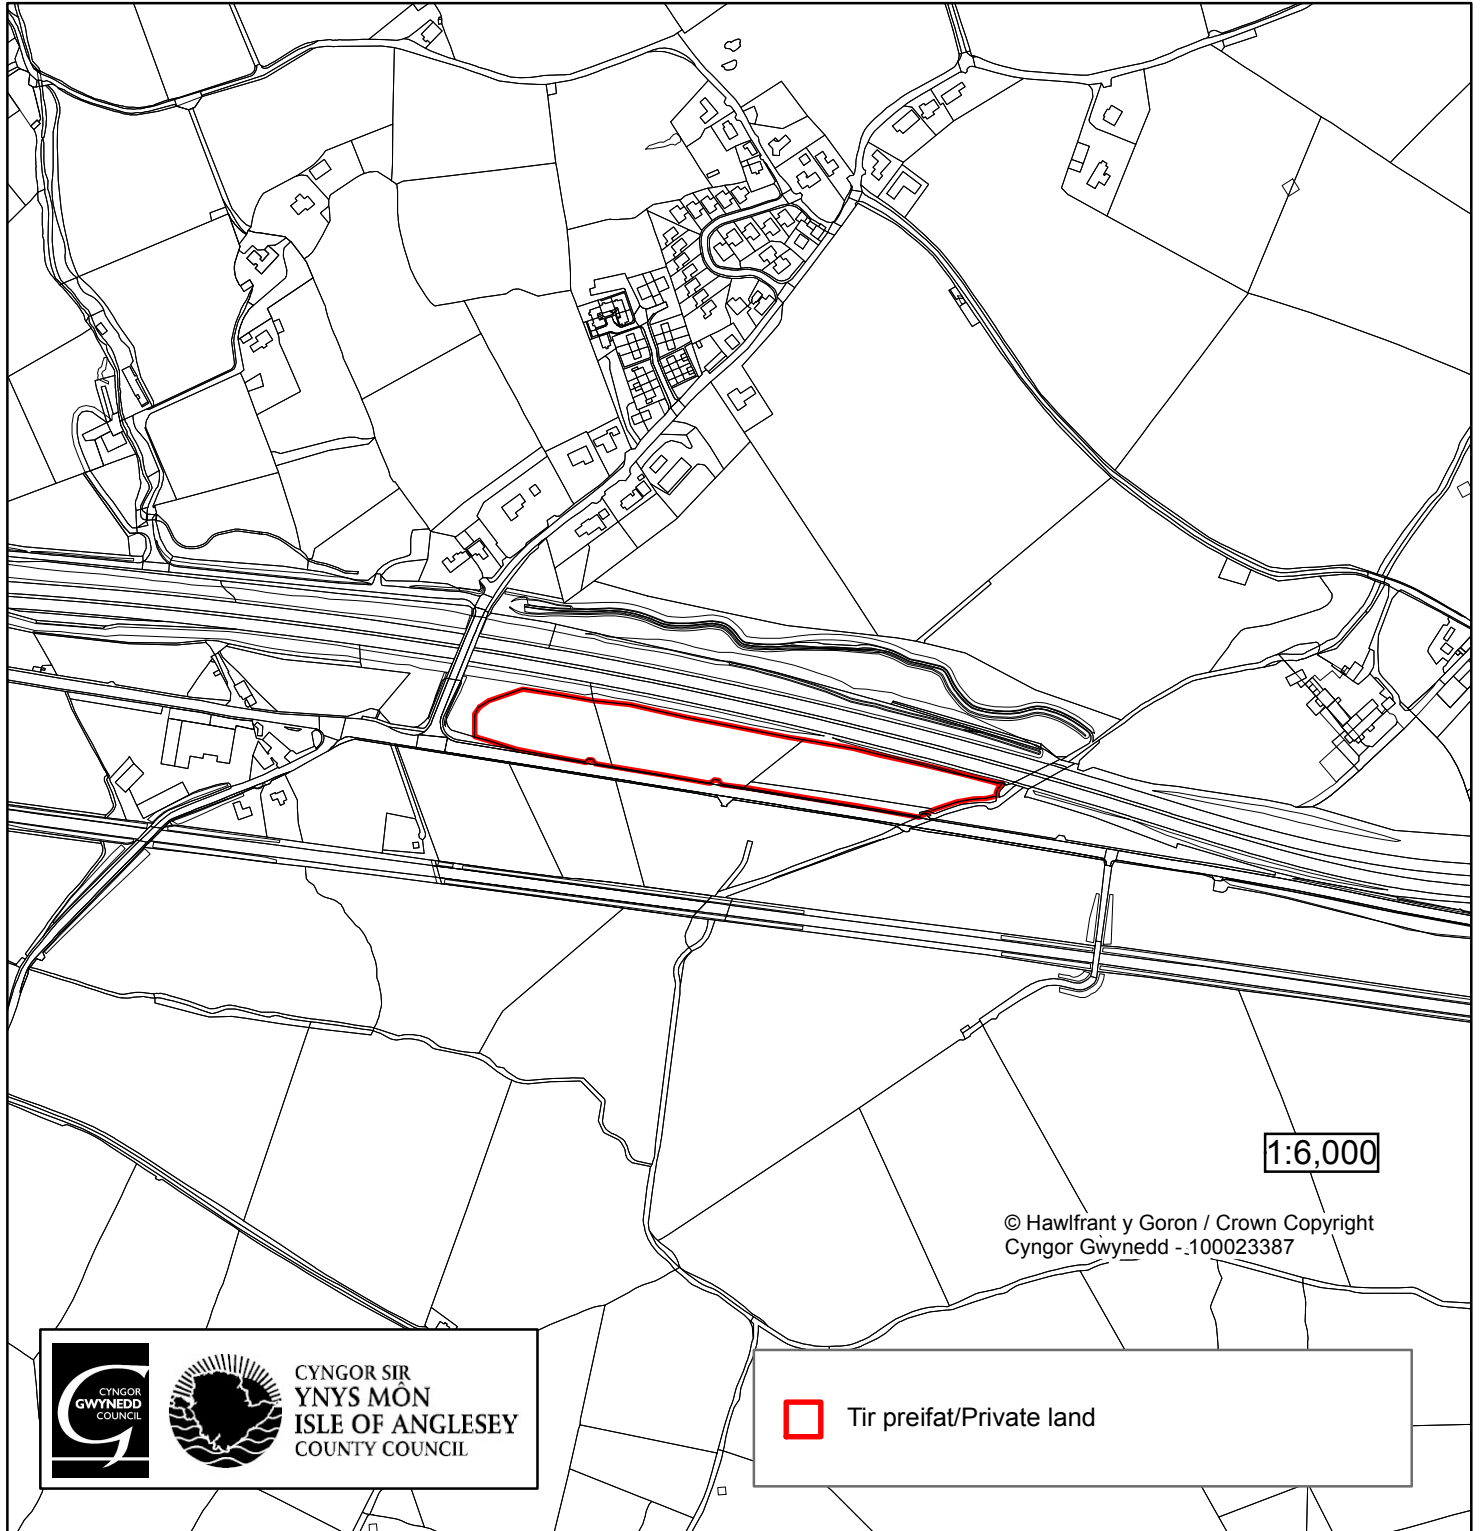 1:6,000
© Hawlfrant y Goron / Crown Copyright
Cyngor Gwynedd - 100023387
CYNGOR
GWYNEDD
COUNCIL
CYNGOR SIR
YNYS MÔN
ISLE OF ANGLESEY
COUNTY COUNCIL
Tir preifat/Private land